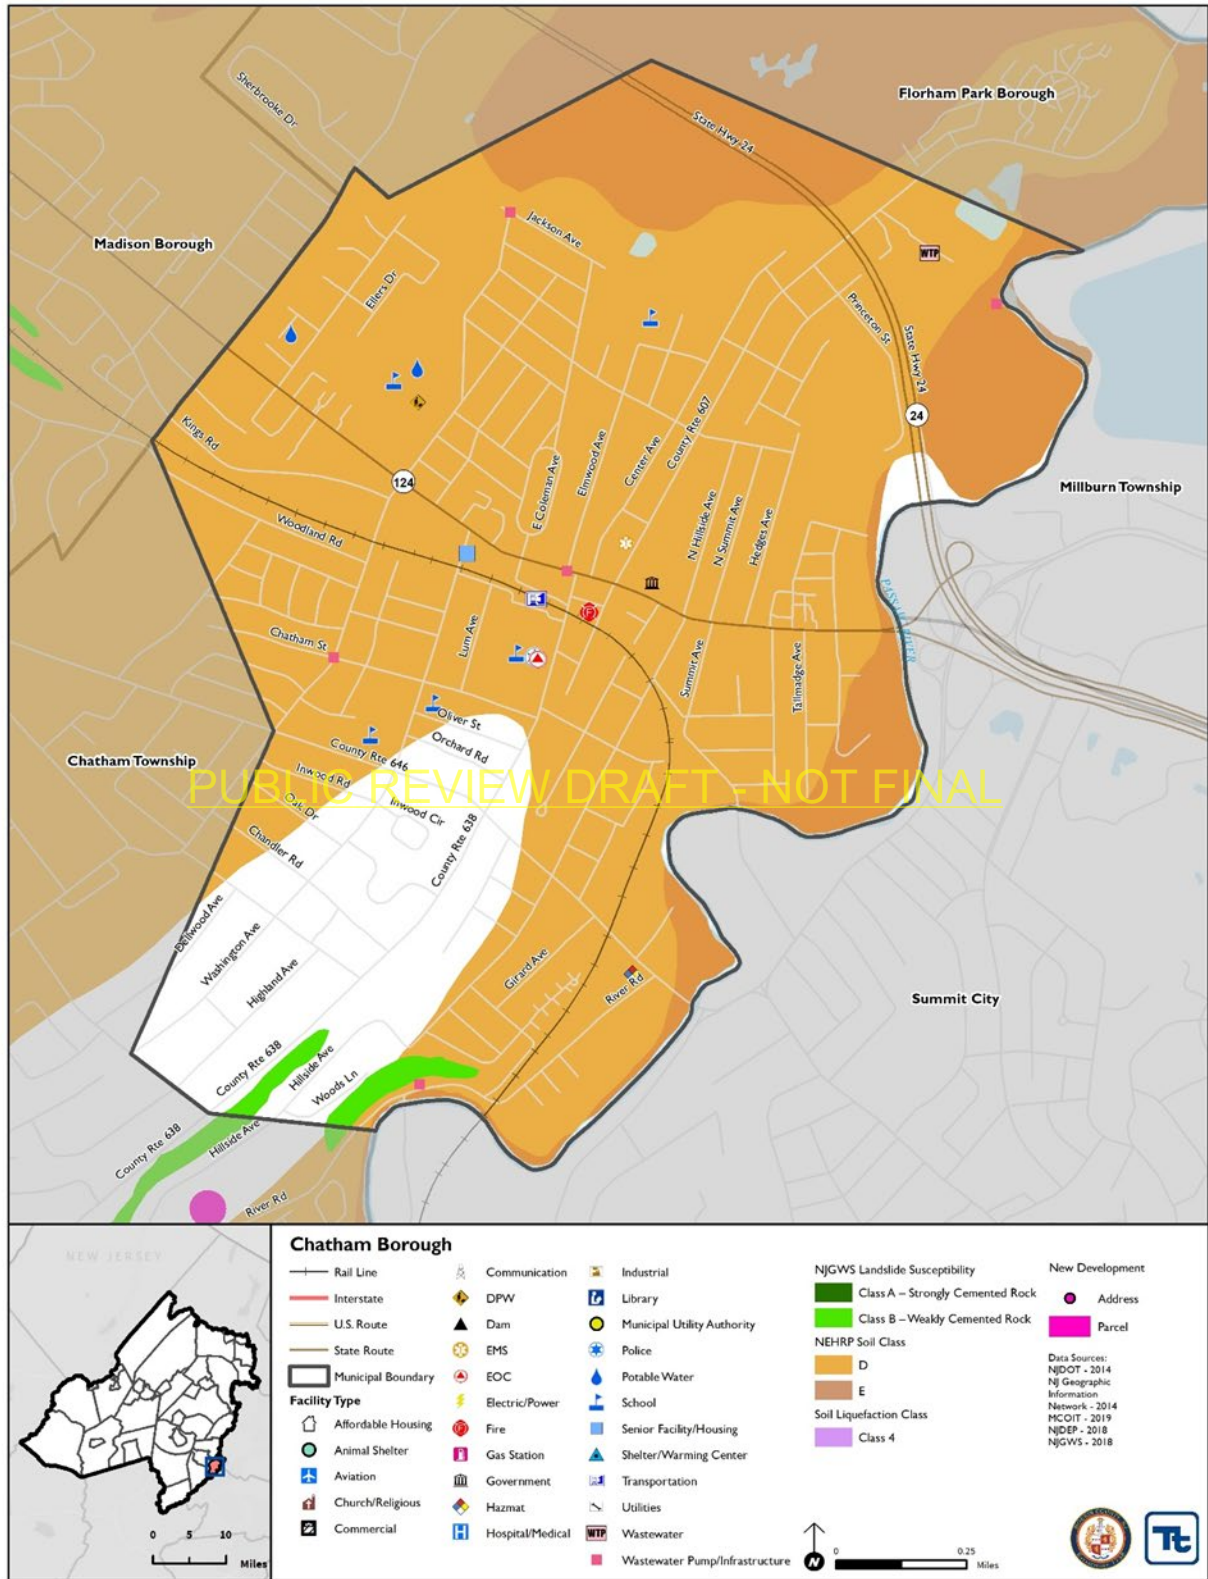 Sherbrooke Dr
Florham Park Borough
State Hwy 24
Madison Borough
Jackson Ave
WTP
Ellers Dr
Princeton St
State Hwy 24
24
Kings Rd
County Rte 607
Center Ave
Elmwood Ave
E Coleman Ave
124
Millburn Township
Woodland Rd
N Hillside Ave
N Summit Ave
Hedges Ave
PASSAIC RIVER
Chatham St
Lum Ave
Summit Ave
Tallmadge Ave
Oliver St
Orchard Rd
County Rte 646
Chatham Township
Inwood Rd
PUBLIC REVIEW DRAFT - NOT FINAL
Oak Dr
Inwood Cir
County Rte 638
Chandler Rd
Dellwood Ave
Washington Ave
Highland Ave
Girard Ave
River Rd
Summit City
County Rte 638
Hillside Ave
Woods Ln
County Rte 638
Hillside Ave
River Rd
NEW JERSEY
0 5 10
Miles
Chatham Borough
Rail Line
Interstate
U.S. Route
State Route
Municipal Boundary
Facility Type
Affordable Housing
Animal Shelter
Aviation
Church/Religious
Commercial
Communication
DPW
Dam
EMS
EOC
Electric/Power
Fire
Gas Station
Government
Hazmat
Hospital/Medical
Industrial
Library
Municipal Utility Authority
Police
Potable Water
School
Senior Facility/Housing
Shelter/Warming Center
Transportation
Utilities
WTP Wastewater
Wastewater Pump/Infrastructure
NJGWS Landslide Susceptibility
Class A – Strongly Cemented Rock
Class B – Weakly Cemented Rock
NEHRP Soil Class
D
E
Soil Liquefaction Class
Class 4
New Development
Address
Parcel
Data Sources:
NJDOT - 2014
NJ Geographic
Information
Network - 2014
MCOIT - 2019
NJDEP - 2018
NJGWS - 2018
N
0 0.25
Miles
Tt